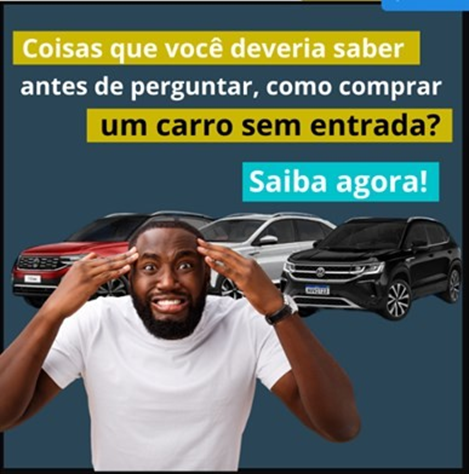 Coisas que você deveria saber
antes de perguntar, como comprar
um carro sem entrada?
Saiba agora!